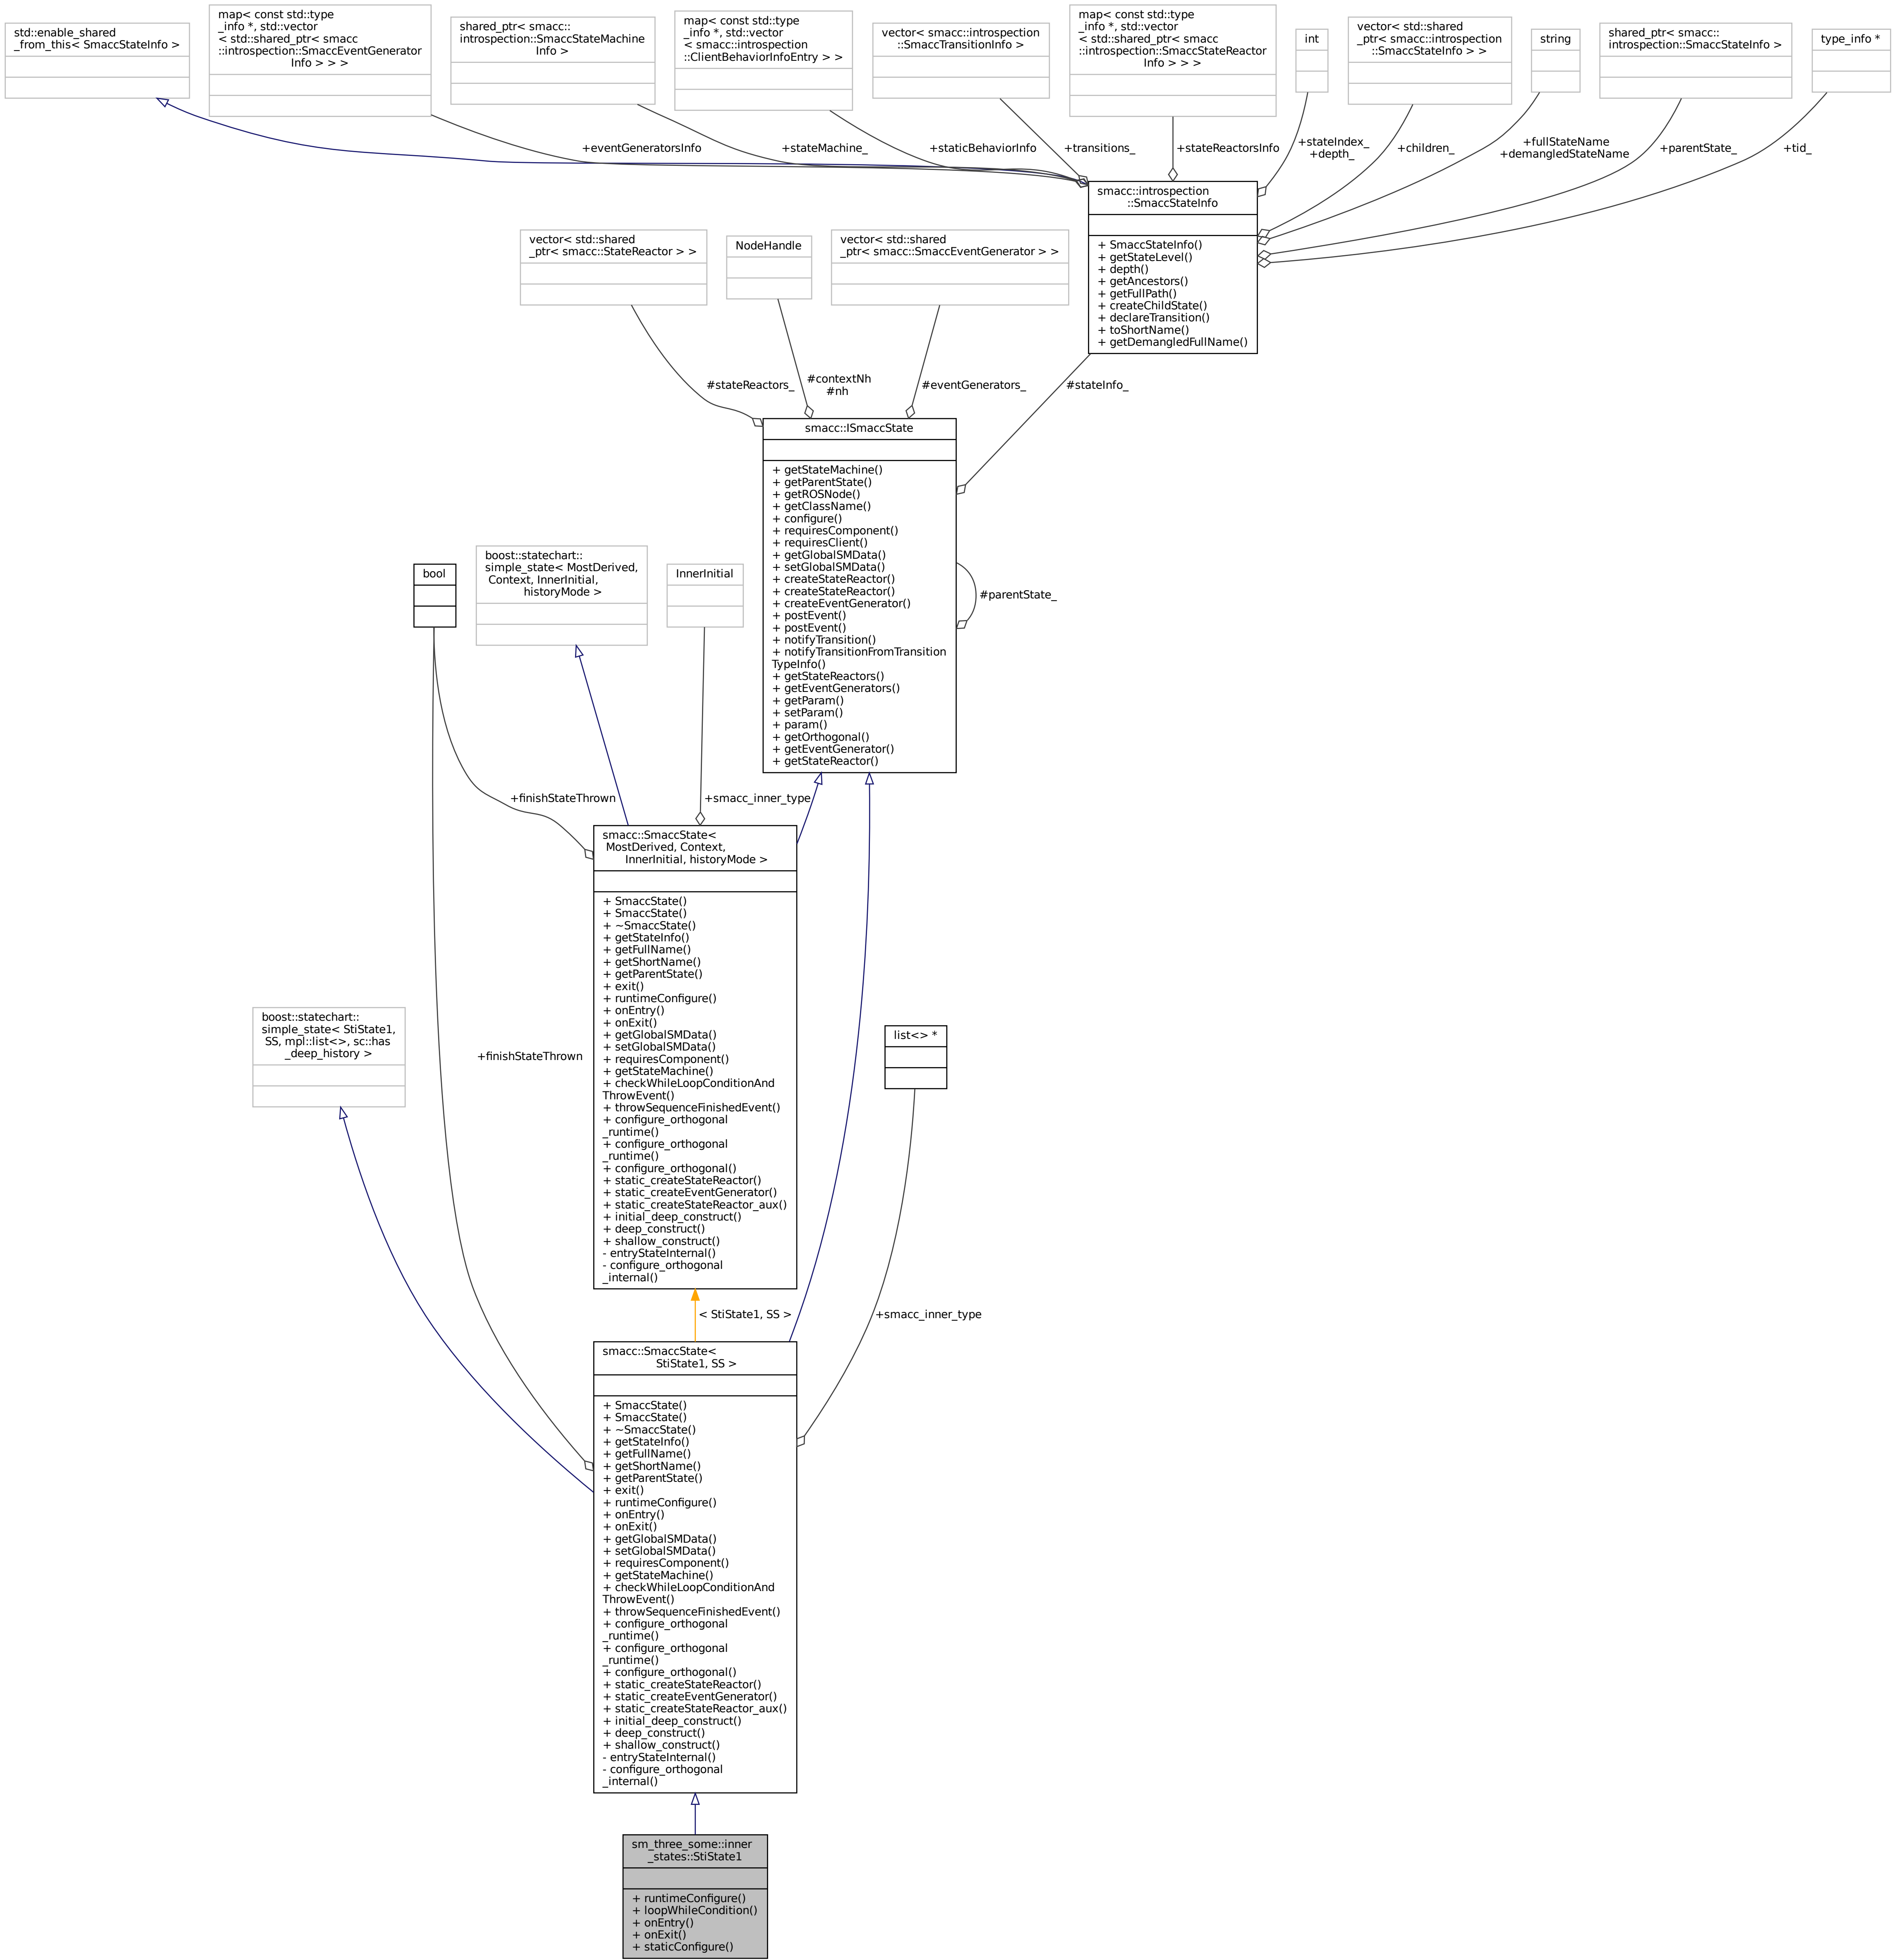 std::enable_shared
_from_this< SmaccStateInfo >
map< const std::type
_info *, std::vector
< std::shared_ptr< smacc
::introspection::SmaccEventGenerator
Info > > >
shared_ptr< smacc::
introspection::SmaccStateMachine
Info >
map< const std::type
_info *, std::vector
< smacc::introspection
::ClientBehaviorInfoEntry > >
vector< smacc::introspection
::SmaccTransitionInfo >
map< const std::type
_info *, std::vector
< std::shared_ptr< smacc
::introspection::SmaccStateReactor
Info > > >
int
vector< std::shared
_ptr< smacc::introspection
::SmaccStateInfo > >
string
shared_ptr< smacc::
introspection::SmaccStateInfo >
type_info *
+eventGeneratorsInfo
+stateMachine_
+staticBehaviorInfo
+transitions_
+stateReactorsInfo
+stateIndex_
+depth_
+children_
+fullStateName
+demangledStateName
+parentState_
+tid_
smacc::introspection
::SmaccStateInfo
+ SmaccStateInfo()
+ getStateLevel()
+ depth()
+ getAncestors()
+ getFullPath()
+ createChildState()
+ declareTransition()
+ toShortName()
+ getDemangledFullName()
vector< std::shared
_ptr< smacc::StateReactor > >
NodeHandle
vector< std::shared
_ptr< smacc::SmaccEventGenerator > >
#stateReactors_
#contextNh
#nh
#eventGenerators_
#stateInfo_
smacc::ISmaccState
+ getStateMachine()
+ getParentState()
+ getROSNode()
+ getClassName()
+ configure()
+ requiresComponent()
+ requiresClient()
+ getGlobalSMData()
+ setGlobalSMData()
+ createStateReactor()
+ createStateReactor()
+ createEventGenerator()
+ postEvent()
+ postEvent()
+ notifyTransition()
+ notifyTransitionFromTransition
TypeInfo()
+ getStateReactors()
+ getEventGenerators()
+ getParam()
+ setParam()
+ param()
+ getOrthogonal()
+ getEventGenerator()
+ getStateReactor()
#parentState_
bool
boost::statechart::
simple_state< MostDerived,
Context, InnerInitial,
historyMode >
InnerInitial
+finishStateThrown
+smacc_inner_type
smacc::SmaccState<
MostDerived, Context,
InnerInitial, historyMode >
+ SmaccState()
+ SmaccState()
+ ~SmaccState()
+ getStateInfo()
+ getFullName()
+ getShortName()
+ getParentState()
+ exit()
+ runtimeConfigure()
+ onEntry()
+ onExit()
+ getGlobalSMData()
+ setGlobalSMData()
+ requiresComponent()
+ getStateMachine()
+ checkWhileLoopConditionAnd
ThrowEvent()
+ throwSequenceFinishedEvent()
+ configure_orthogonal
_runtime()
+ configure_orthogonal
_runtime()
+ configure_orthogonal()
+ static_createStateReactor()
+ static_createEventGenerator()
+ static_createStateReactor_aux()
+ initial_deep_construct()
+ deep_construct()
+ shallow_construct()
- entryStateInternal()
- configure_orthogonal
_internal()
boost::statechart::
simple_state< StiState1,
SS, mpl::list<>, sc::has
_deep_history >
+finishStateThrown
list<> *
< StiState1, SS >
+smacc_inner_type
smacc::SmaccState<
StiState1, SS >
+ SmaccState()
+ SmaccState()
+ ~SmaccState()
+ getStateInfo()
+ getFullName()
+ getShortName()
+ getParentState()
+ exit()
+ runtimeConfigure()
+ onEntry()
+ onExit()
+ getGlobalSMData()
+ setGlobalSMData()
+ requiresComponent()
+ getStateMachine()
+ checkWhileLoopConditionAnd
ThrowEvent()
+ throwSequenceFinishedEvent()
+ configure_orthogonal
_runtime()
+ configure_orthogonal
_runtime()
+ configure_orthogonal()
+ static_createStateReactor()
+ static_createEventGenerator()
+ static_createStateReactor_aux()
+ initial_deep_construct()
+ deep_construct()
+ shallow_construct()
- entryStateInternal()
- configure_orthogonal
_internal()
sm_three_some::inner
_states::StiState1
+ runtimeConfigure()
+ loopWhileCondition()
+ onEntry()
+ onExit()
+ staticConfigure()